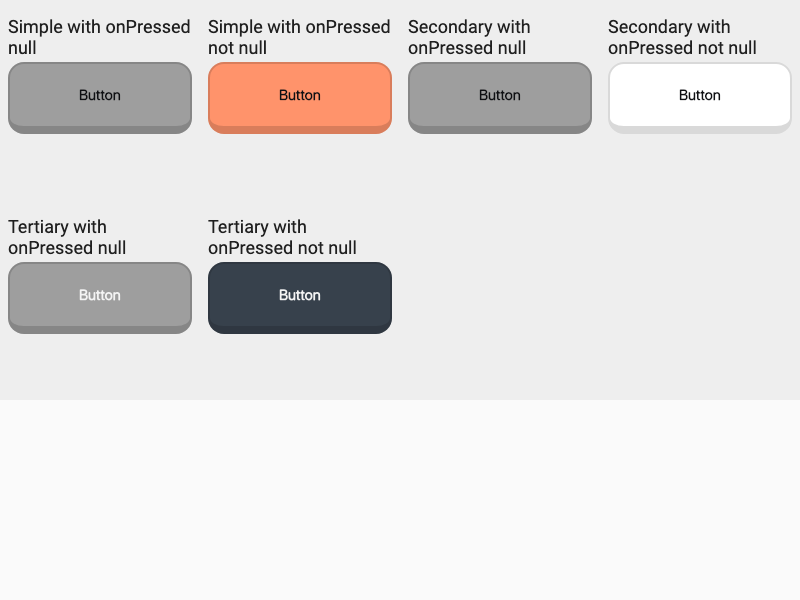 Simple with onPressed
null
Simple with onPressed
not null
Secondary with
onPressed null
Secondary with
onPressed not null
Button
Button
Button
Button
Tertiary with
onPressed null
Tertiary with
onPressed not null
Button
Button